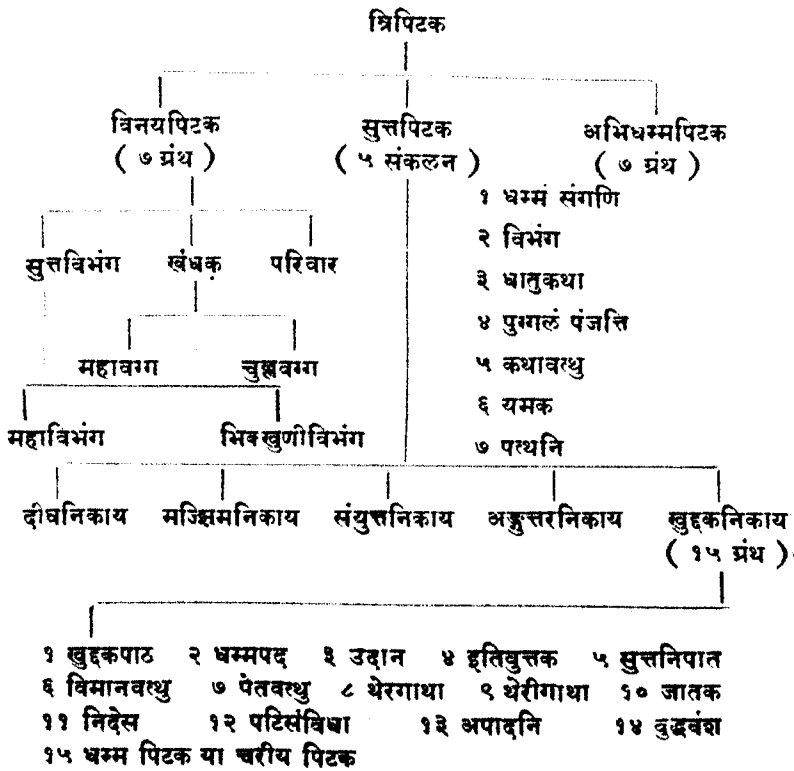 त्रिपिटक
विनयपिटक सुत्तपिटक अभिधम्मपिटक
( ७ ग्रंथ ) ( ५ संकलन ) ( ७ ग्रंथ )
१ धम्मं संगणि
२ विभंग
सुत्तविभंग खंधक़ परिवार
३ धातुकथा
४ पुग्गलं पंजत्ति
महावग्ग चुल्लवग्ग
५ कथावत्थु
६ यमक
महाविभंग भिक्खुणीविभंग
७ पत्थनि
दीघनिकाय मज्झिमनिकाय संयुत्तनिकाय अङ्गुत्तरनिकाय खुद्दकनिकाय
( १५ ग्रंथ )
१ खुद्दकपाठ २ धम्मपद ३ उदान ४ इतिवुत्तक ५ सुत्तनिपात
६ विमानवत्थु ७ पेतवत्थु ८ थेरगाथा ९ थेरीगाथा १० जातक
११ निदेस १२ पटिसंविधा १३ अपादनि १४ वुद्धवंश
१५ धम्म पिटक या चरीय पिटक